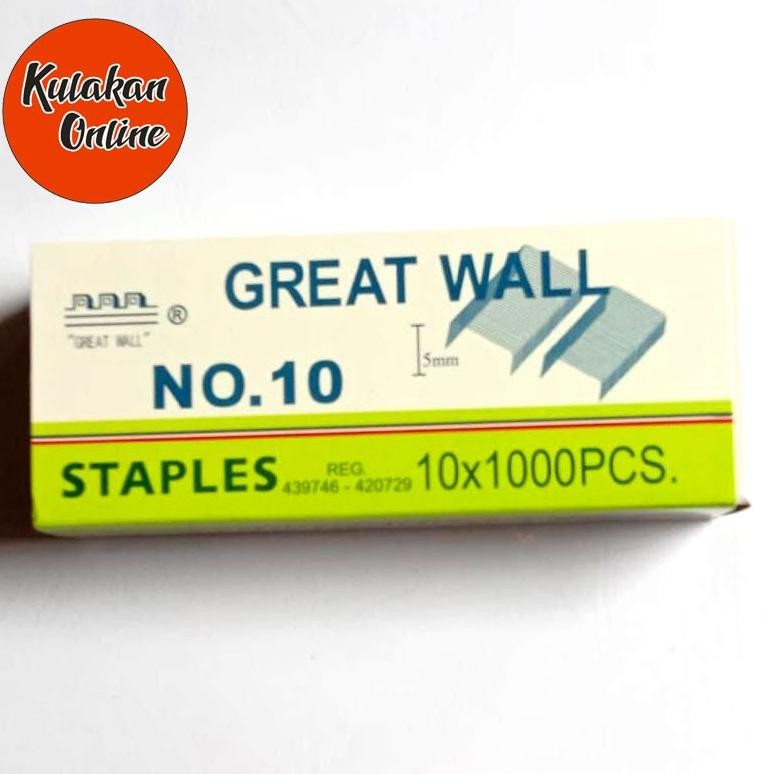 Kulakan
Online
GREAT WALL
®
"GREAT WALL"
5mm
NO.10
STAPLES
REG.
439746 - 420729
10x1000PCS.